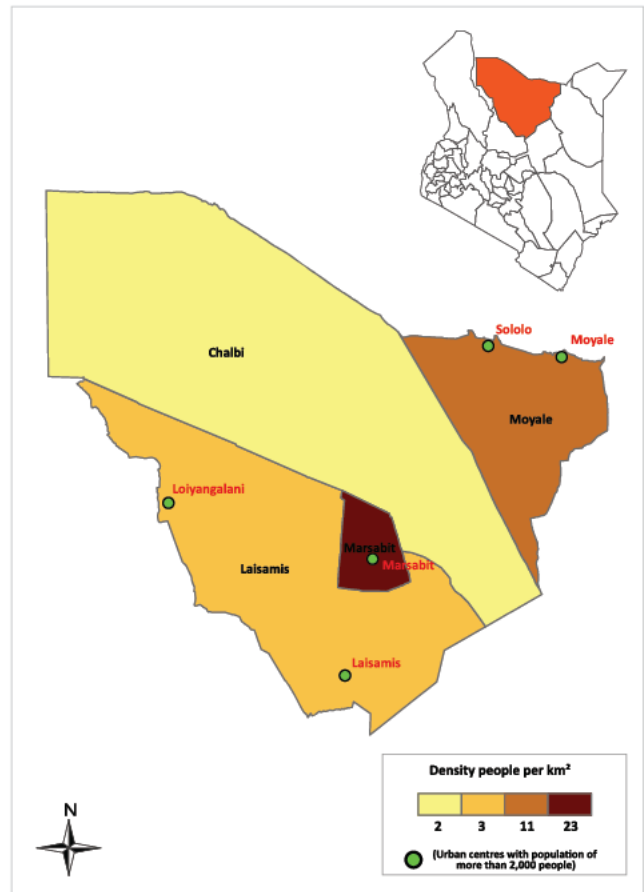 Sololo
Moyale
Chalbi
Moyale
Loiyangalani
Marsabit
Marsabit
Laisamis
Laisamis
Density people per km²
2 3 11 23
N
(Urban centres with population of
more than 2,000 people)